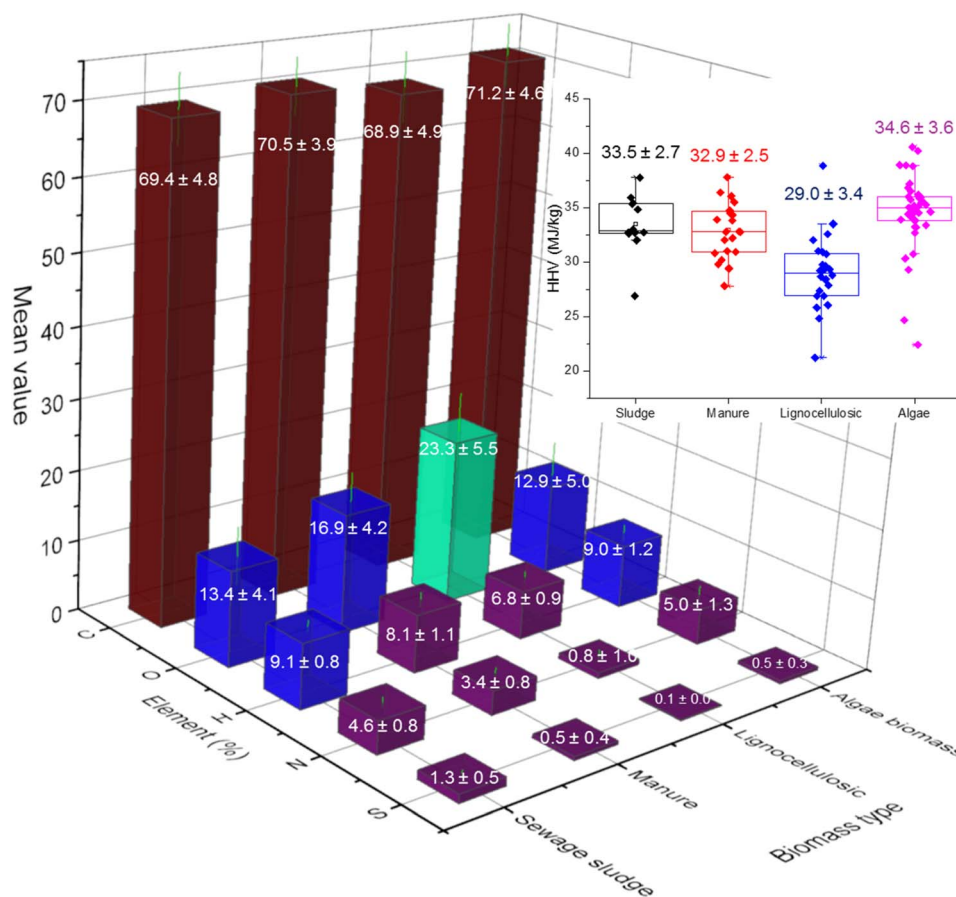 70
60
50
40
30
20
10
0
Mean value
69.4 ± 4.8
70.5 ± 3.9
68.9 ± 4.9
71.2 ± 4.6
13.4 ± 4.1
16.9 ± 4.2
23.3 ± 5.5
12.9 ± 5.0
9.1 ± 0.8
8.1 ± 1.1
6.8 ± 0.9
9.0 ± 1.2
4.6 ± 0.8
3.4 ± 0.8
0.8 ± 1.0
5.0 ± 1.3
1.3 ± 0.5
0.5 ± 0.4
0.1 ± 0.0
0.5 ± 0.3
C
O
H
N
S
Element (%)
Sewage sludge
Manure
Lignocellulosic
Algae biomass
Biomass type
45
40
35
30
25
20
HHV (MJ/kg)
33.5 ± 2.7
32.9 ± 2.5
29.0 ± 3.4
34.6 ± 3.6
Sludge
Manure
Lignocellulosic
Algae